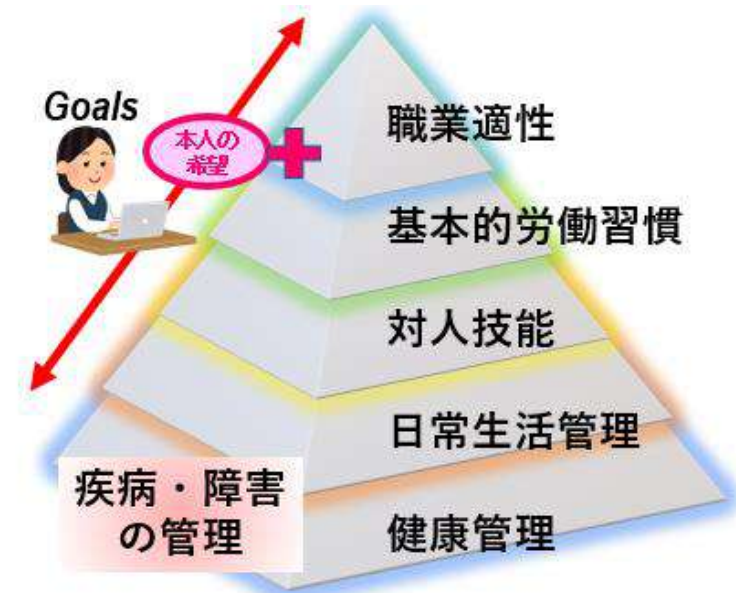 Goals
本人の
希望
職業適性
基本的労働習慣
対人技能
日常生活管理
疾病・障害
の管理
健康管理